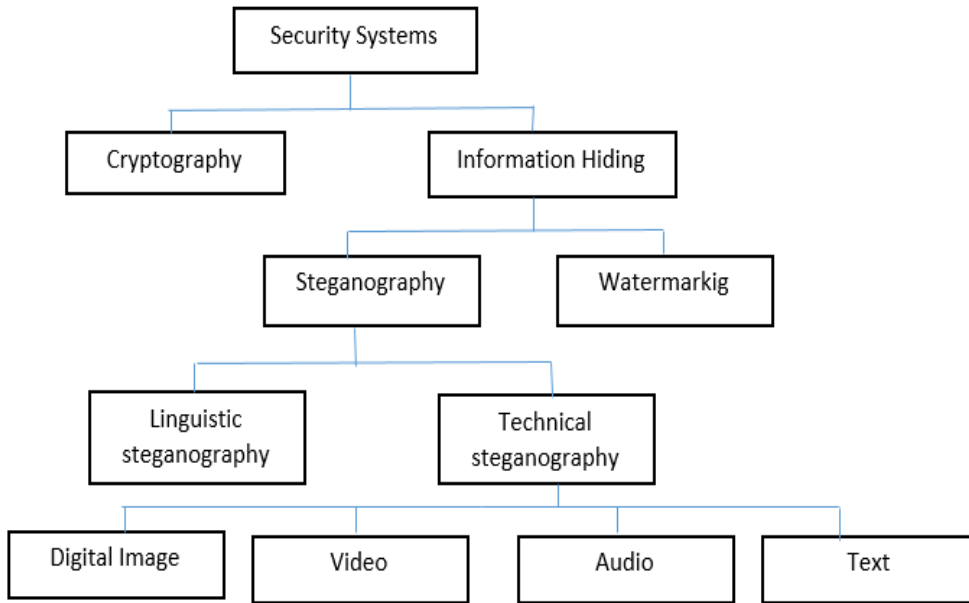 Security Systems
Cryptography
Information Hiding
Steganography
Watermarkig
Linguistic
steganography
Technical
steganography
Digital Image
Video
Audio
Text